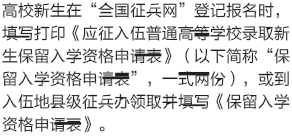 高校新生在“全国征兵网”登记报名时，
填写打印《应征入伍普通高等学校录取新
生保留入学资格申请表》（以下简称“保
留入学资格申请表”，一式两份），或到
入伍地县级征兵办领取并填写《保留入学
资格申请表》。